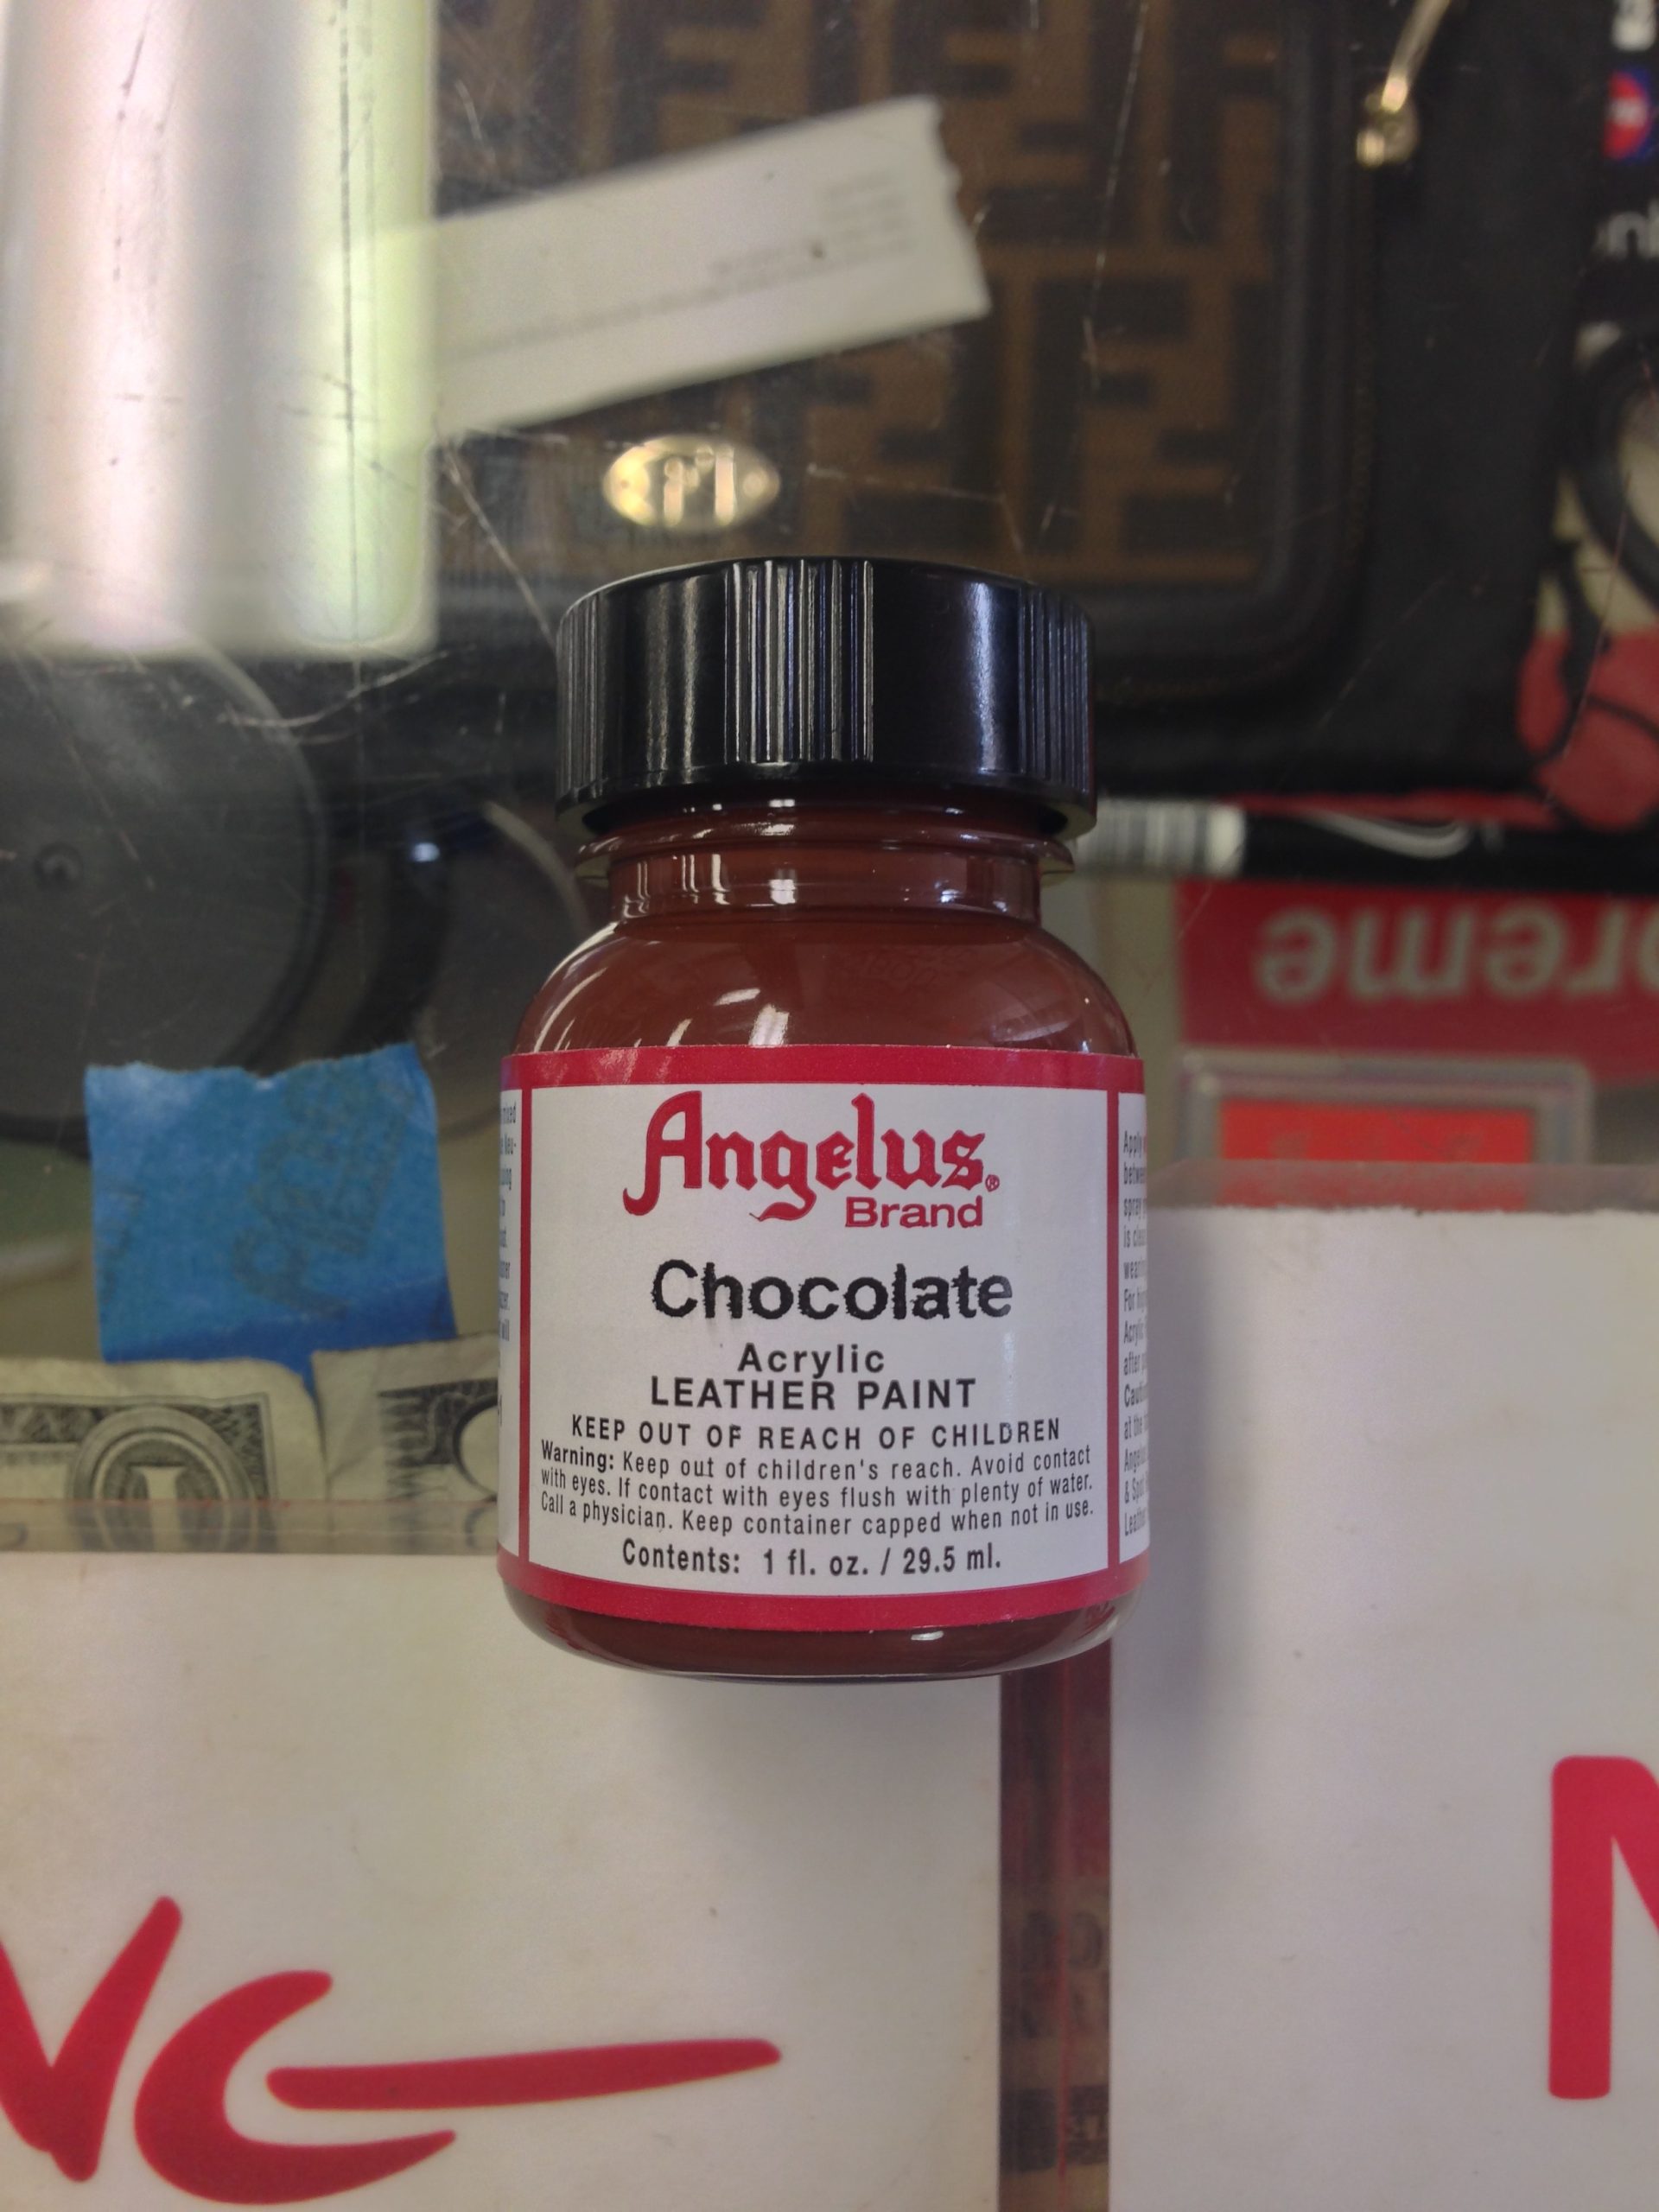 Angelus®
Brand
Chocolate
Acrylic
LEATHER PAINT
KEEP OUT OF REACH OF CHILDREN
Warning: Keep out of children's reach. Avoid contact
with eyes. If contact with eyes flush with plenty of water.
Call a physician. Keep container capped when not in use.
Contents: 1 fl. oz. / 29.5 ml.
preme